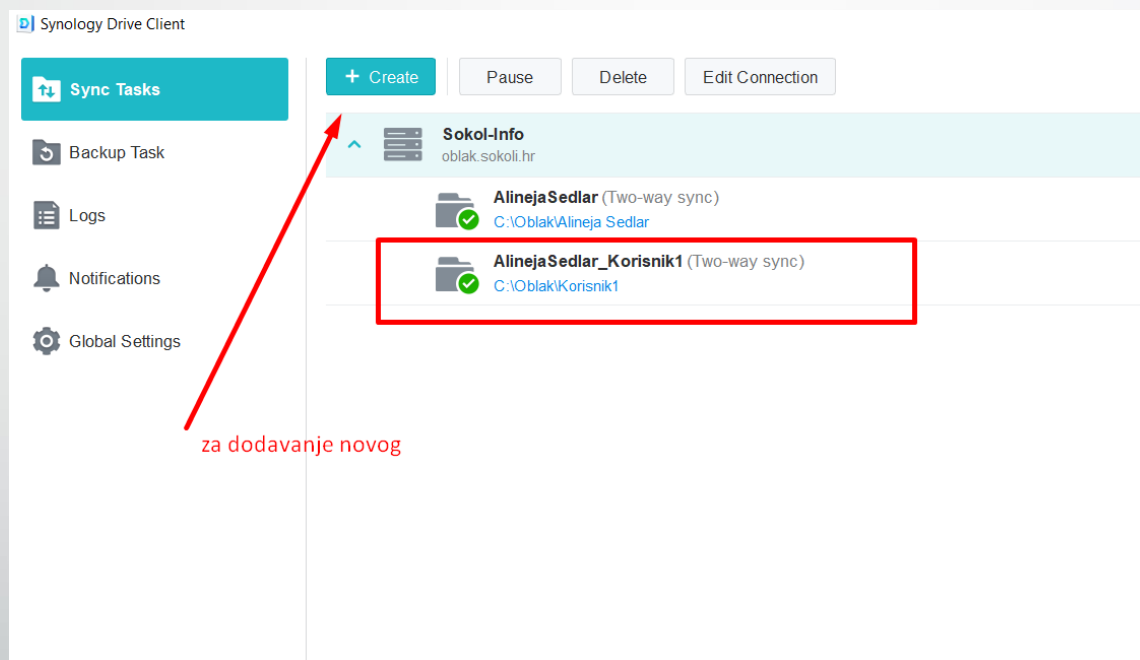 Synology Drive Client
Sync Tasks
Backup Task
Logs
Notifications
Global Settings
+ Create
Pause
Delete
Edit Connection
Sokol-Info
oblak.sokoli.hr
AlinejaSedlar (Two-way sync)
C:\Oblak\Alineja Sedlar
AlinejaSedlar_Korisnik1 (Two-way sync)
C:\Oblak\Korisnik1
za dodavanje novog